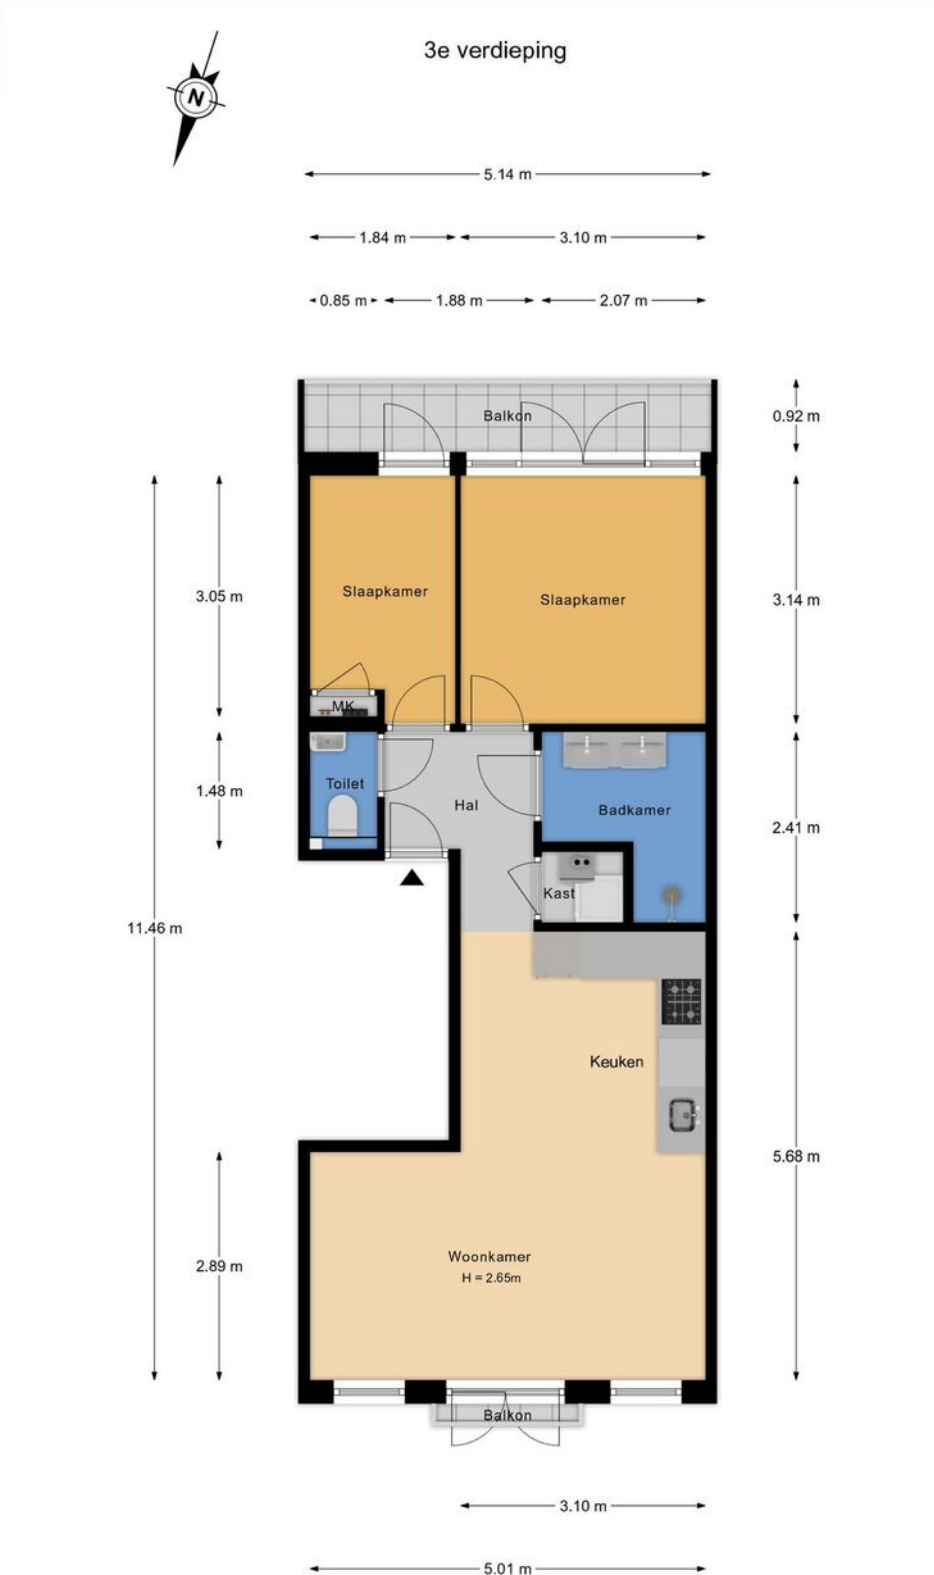 3e verdieping
N
5.14 m
1.84 m
3.10 m
0.85 m
1.88 m
2.07 m
Balkon
0.92 m
Slaapkamer
Slaapkamer
3.05 m
3.14 m
MK
Toilet
1.48 m
Hal
Badkamer
2.41 m
Kast
11.46 m
Keuken
5.68 m
Woonkamer
H = 2.65m
2.89 m
Balkon
3.10 m
5.01 m